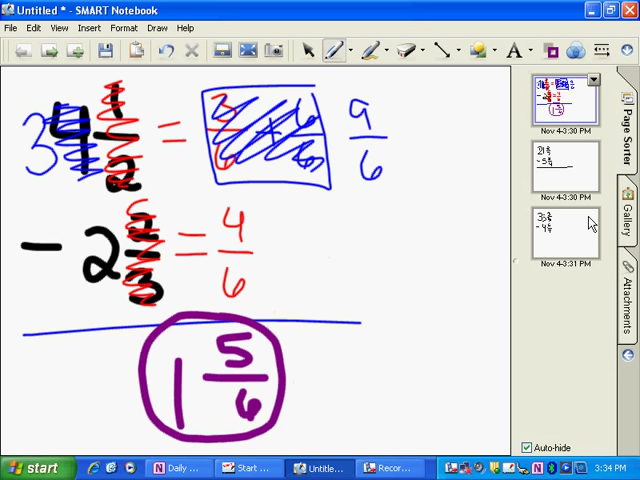 Untitled * - SMART Notebook
File Edit View Insert Format Draw Help
3 4 1/2 = 3/6 + 6/6 9/6
- 2 2/3 = 4/6
1 5/6
Nov 4-3:30 PM
Nov 4-3:30 PM
Nov 4-3:31 PM
Page Sorter
Gallery
Attachments
Auto-hide
start
Daily ...
Start ...
Untitle...
Recor...
3:34 PM